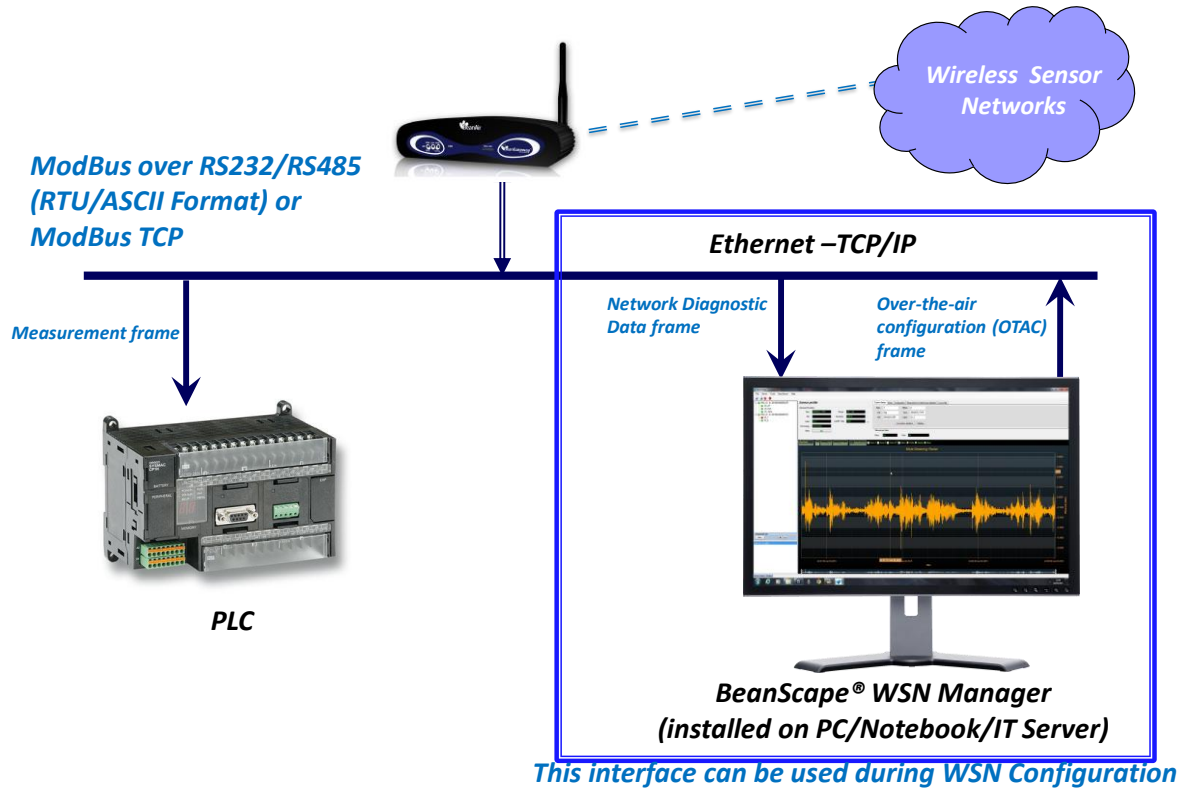 Wireless Sensor
Networks
BeanAir
BeanGateway
ModBus over RS232/RS485
(RTU/ASCII Format) or
ModBus TCP
Ethernet –TCP/IP
Measurement frame
Network Diagnostic
Data frame
Over-the-air
configuration (OTAC)
frame
PLC
BeanScape® WSN Manager
(installed on PC/Notebook/IT Server)
This interface can be used during WSN Configuration